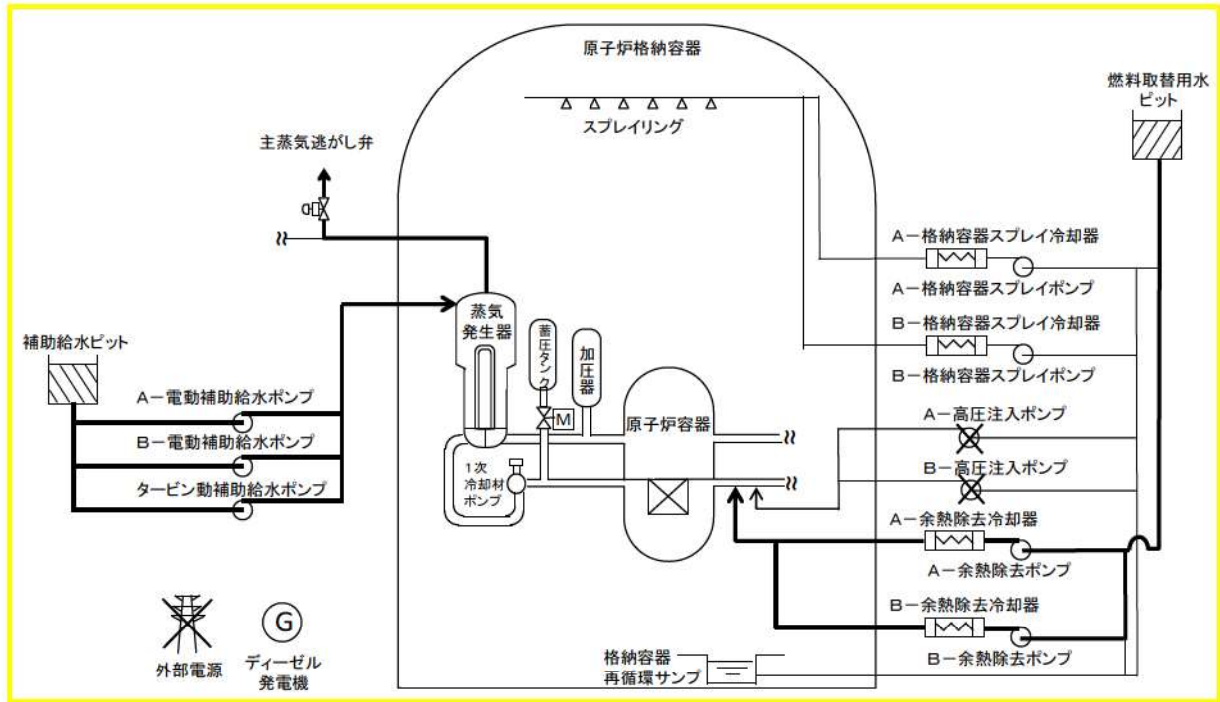 原子炉格納容器
スプレイリング
燃料取替用水
ピット
主蒸気逃がし弁
A－格納容器スプレイ冷却器
A－格納容器スプレイポンプ
B－格納容器スプレイ冷却器
B－格納容器スプレイポンプ
蒸気
発生器
蓄圧タンク
加圧器
補助給水ピット
A－電動補助給水ポンプ
B－電動補助給水ポンプ
タービン動補助給水ポンプ
M
原子炉容器
1次
冷却材
ポンプ
A－高圧注入ポンプ
B－高圧注入ポンプ
A－余熱除去冷却器
A－余熱除去ポンプ
B－余熱除去冷却器
B－余熱除去ポンプ
外部電源
G
ディーゼル
発電機
格納容器
再循環サンプ